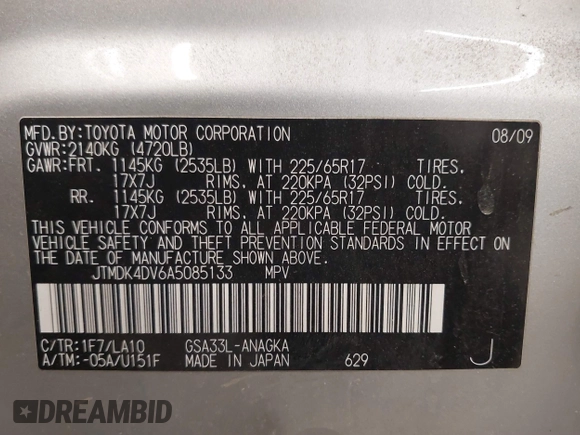 MFD.BY:TOYOTA MOTOR CORPORATION 08/09
GVWR:2140KG (4720LB)
GAWR:FRT. 1145KG (2535LB) WITH 225/65R17 TIRES,
17X7J RIMS, AT 220KPA (32PSI) COLD.
RR. 1145KG (2535LB) WITH 225/65R17 TIRES,
17X7J RIMS, AT 220KPA (32PSI) COLD.
THIS VEHICLE CONFORMS TO ALL APPLICABLE FEDERAL MOTOR
VEHICLE SAFETY AND THEFT PREVENTION STANDARDS IN EFFECT ON
THE DATE OF MANUFACTURE SHOWN ABOVE.
JTMDK4DV6A5085133 MPV
C/TR:1F7/LA10 GSA33L-ANAGKA
A/TM:-05A/U151F MADE IN JAPAN 629 J
DREAMBID